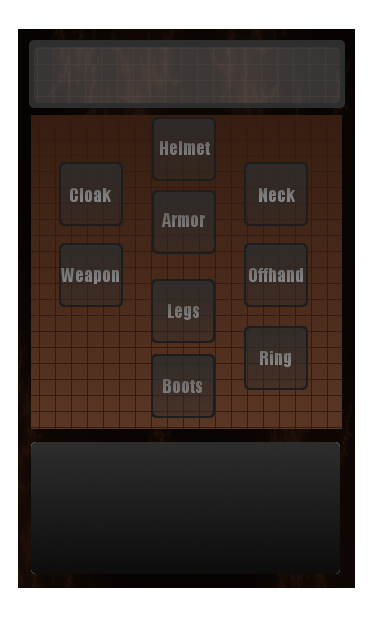 Helmet
Cloak
Neck
Armor
Weapon
Offhand
Legs
Ring
Boots